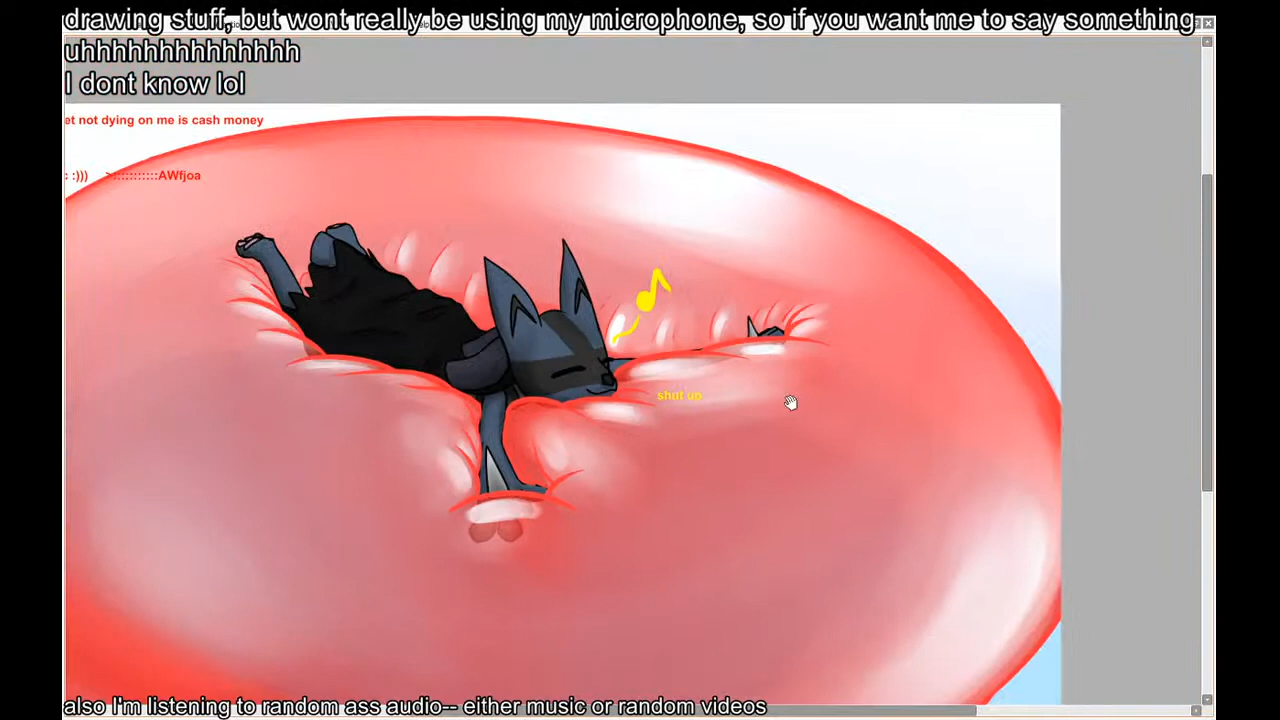 drawing stuff, but wont really be using my microphone, so if you want me to say something
uhhhhhhhhhhhhhhh
I dont know lol
et not dying on me is cash money
: :))) >:::::::::::AWfjoa
shut up
also I'm listening to random ass audio-- either music or random videos